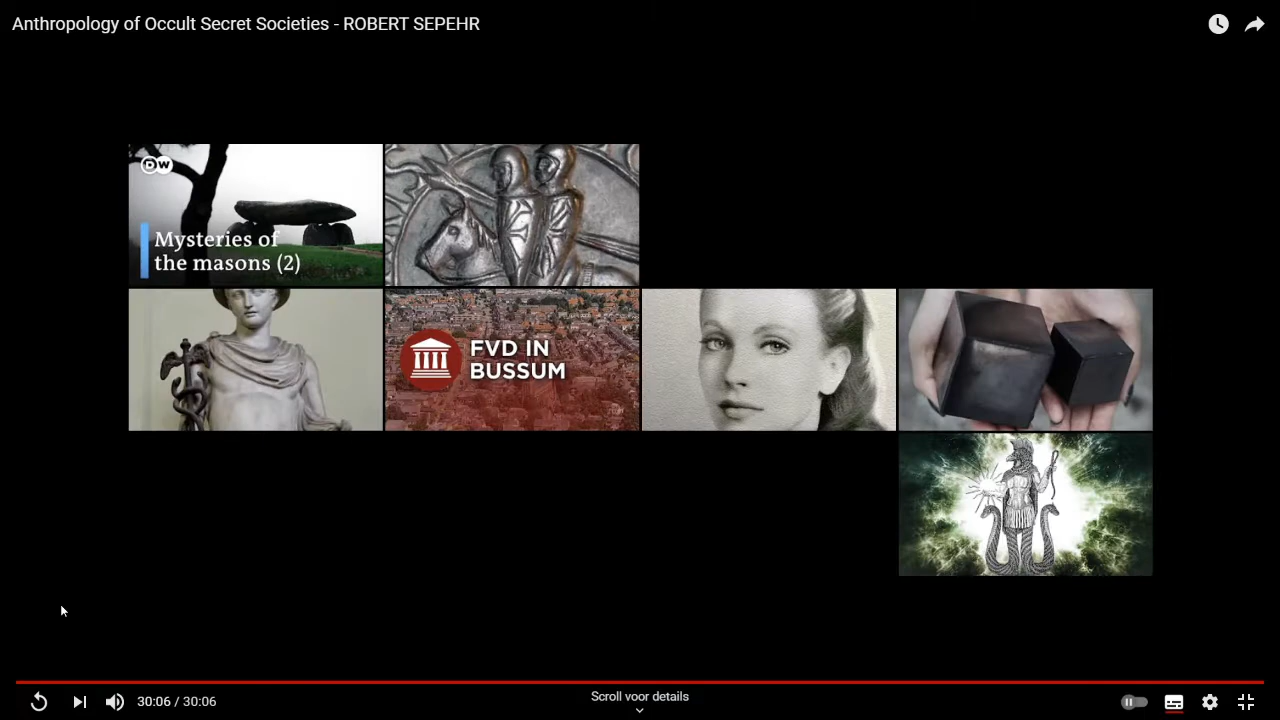 Anthropology of Occult Secret Societies - ROBERT SEPEHR
DW
Mysteries of
the masons (2)
FVD IN
BUSSUM
30:06 / 30:06
Scroll voor details